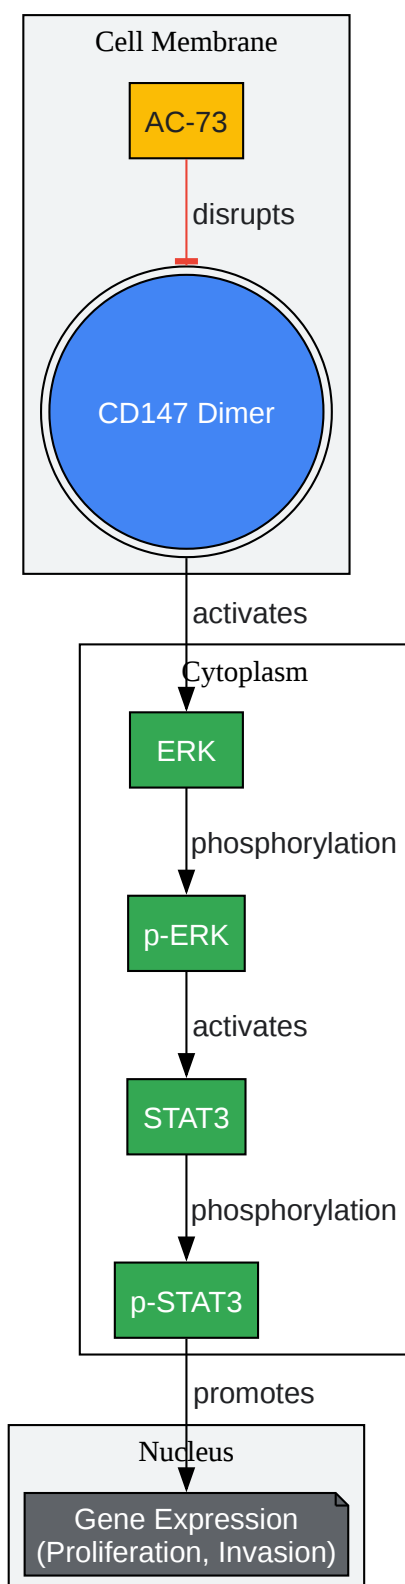 Cell Membrane
AC-73
disrupts
CD147 Dimer
activates
Cytoplasm
ERK
phosphorylation
p-ERK
activates
STAT3
phosphorylation
p-STAT3
promotes
Nucleus
Gene Expression
(Proliferation, Invasion)